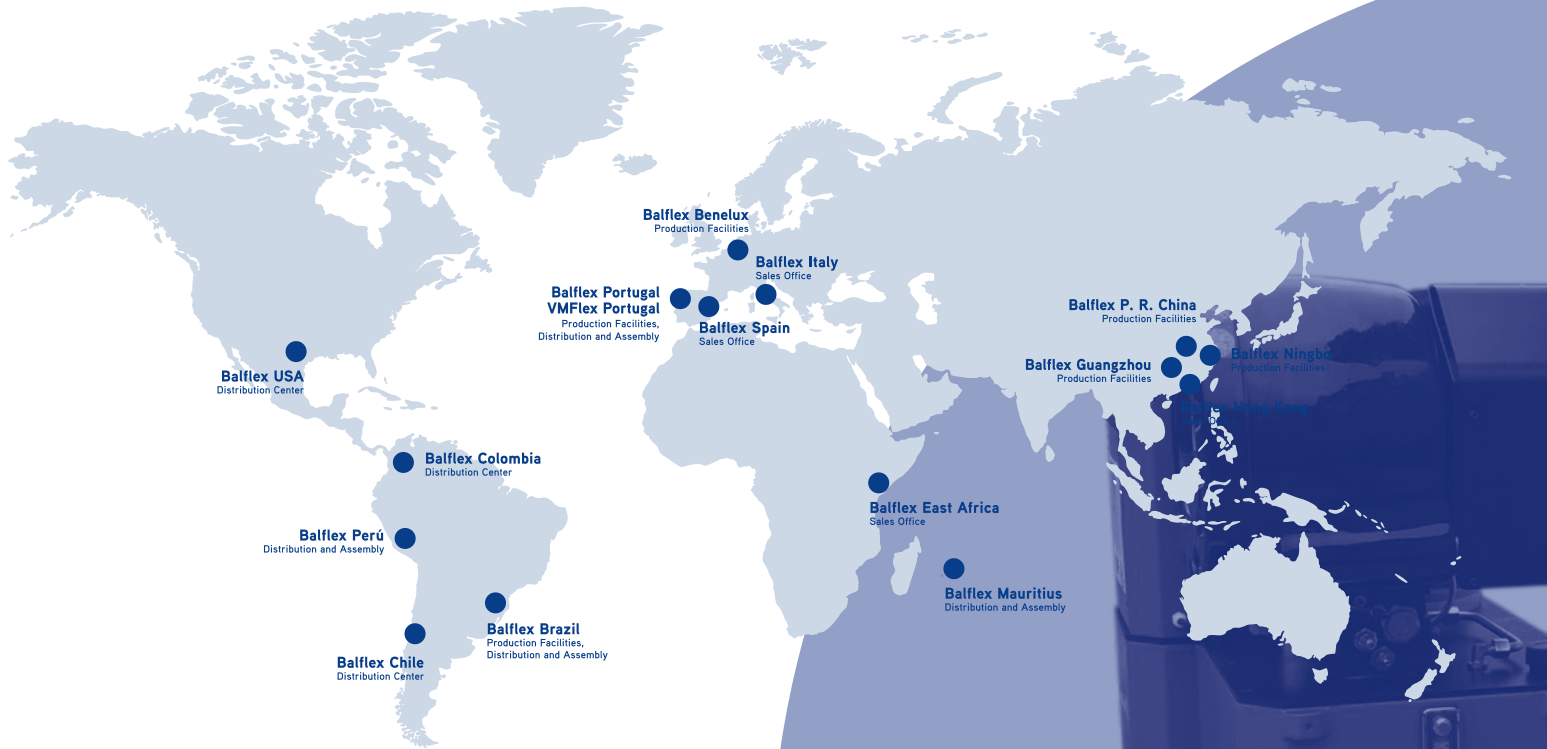 Balflex Benelux
Production Facilities
Balflex Italy
Sales Office
Balflex Portugal
VMFlex Portugal
Production Facilities,
Distribution and Assembly
Balflex Spain
Sales Office
Balflex P. R. China
Production Facilities
Balflex Ningbo
Production Facilities
Balflex Guangzhou
Production Facilities
Balflex Hong Kong
Balflex USA
Distribution Center
Balflex Colombia
Distribution Center
Balflex East Africa
Sales Office
Balflex Perú
Distribution and Assembly
Balflex Mauritius
Distribution and Assembly
Balflex Brazil
Production Facilities,
Distribution and Assembly
Balflex Chile
Distribution Center